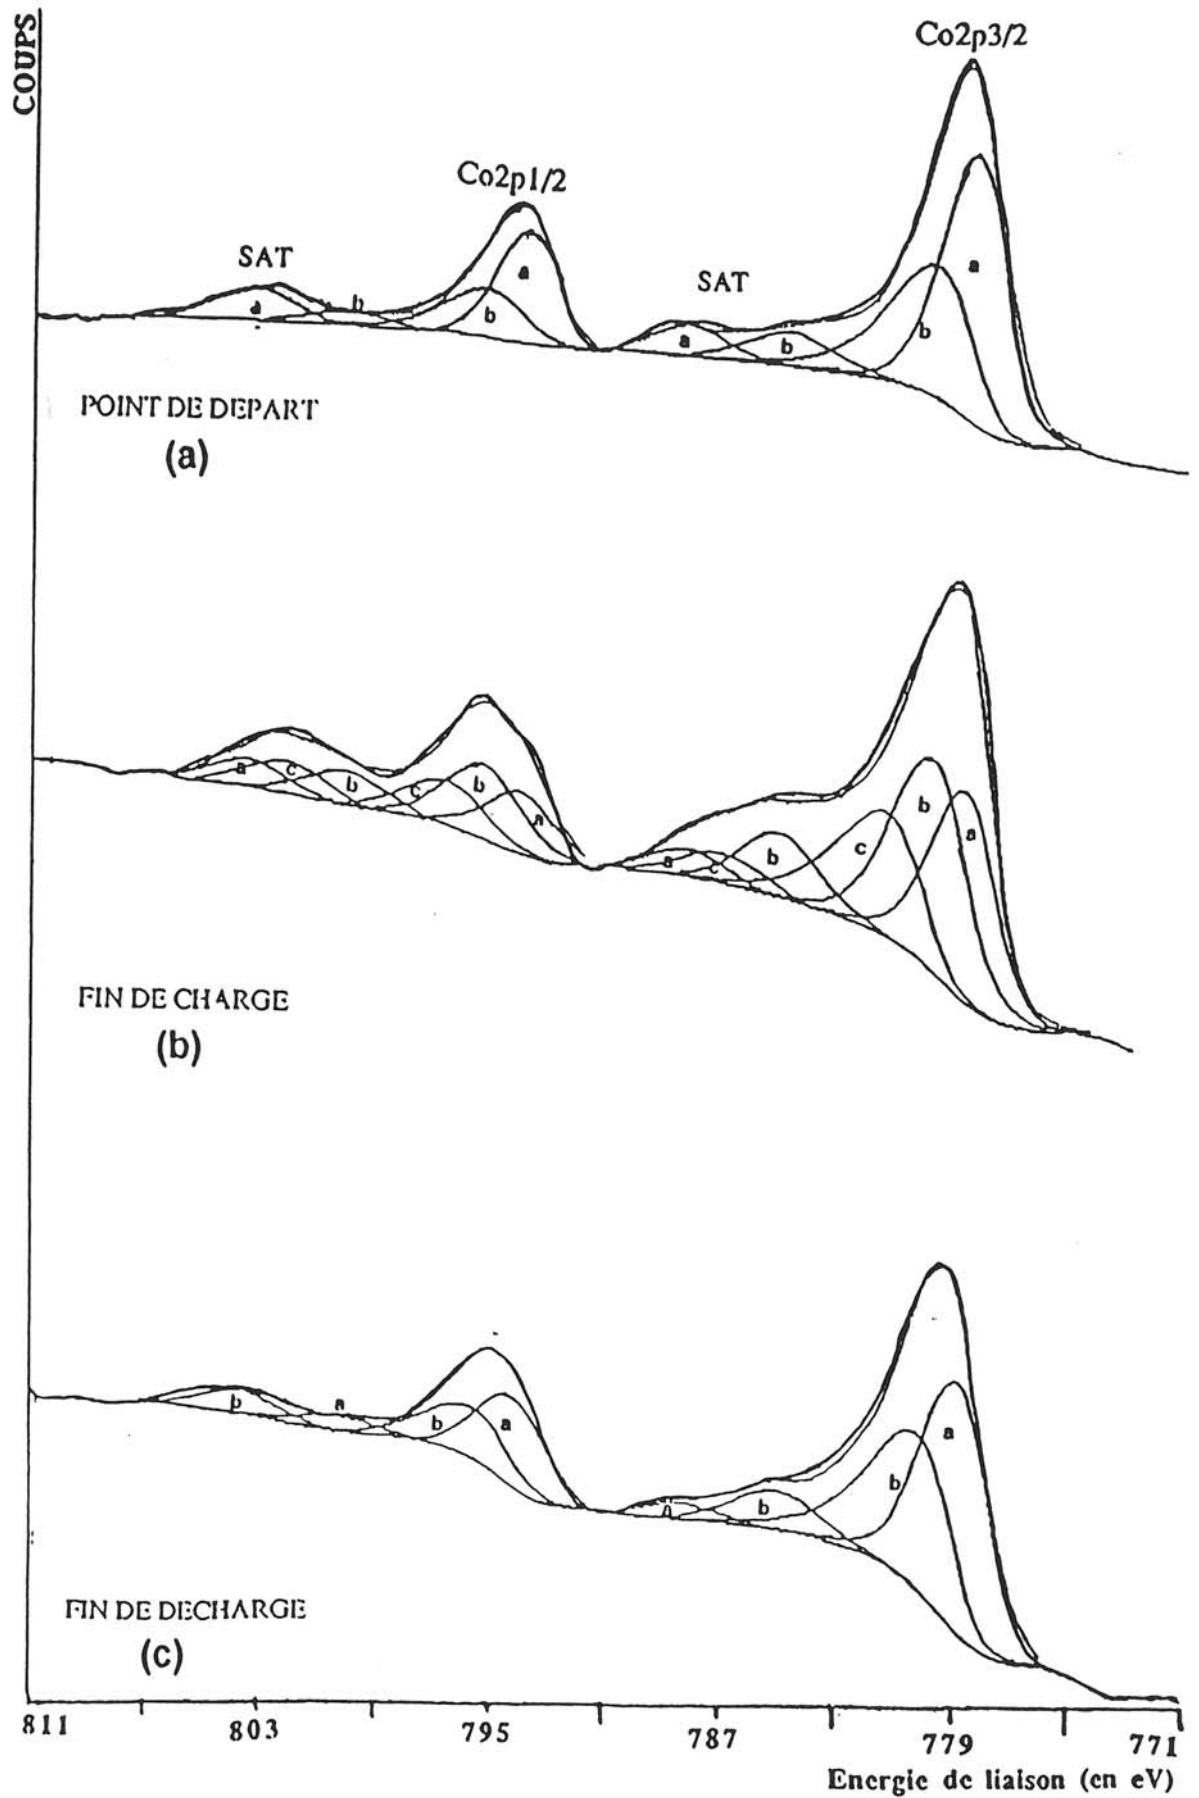 COUPS
Co2p3/2
Co2p1/2
SAT
SAT
a
b
a
b
a
b
a
b
POINT DE DEPART
(a)
a
c
b
c
b
a
a
c
b
c
b
a
FIN DE CHARGE
(b)
b
a
b
a
a
b
b
a
FIN DE DECHARGE
(c)
811 803 795 787 779 771
Energie de liaison (en eV)